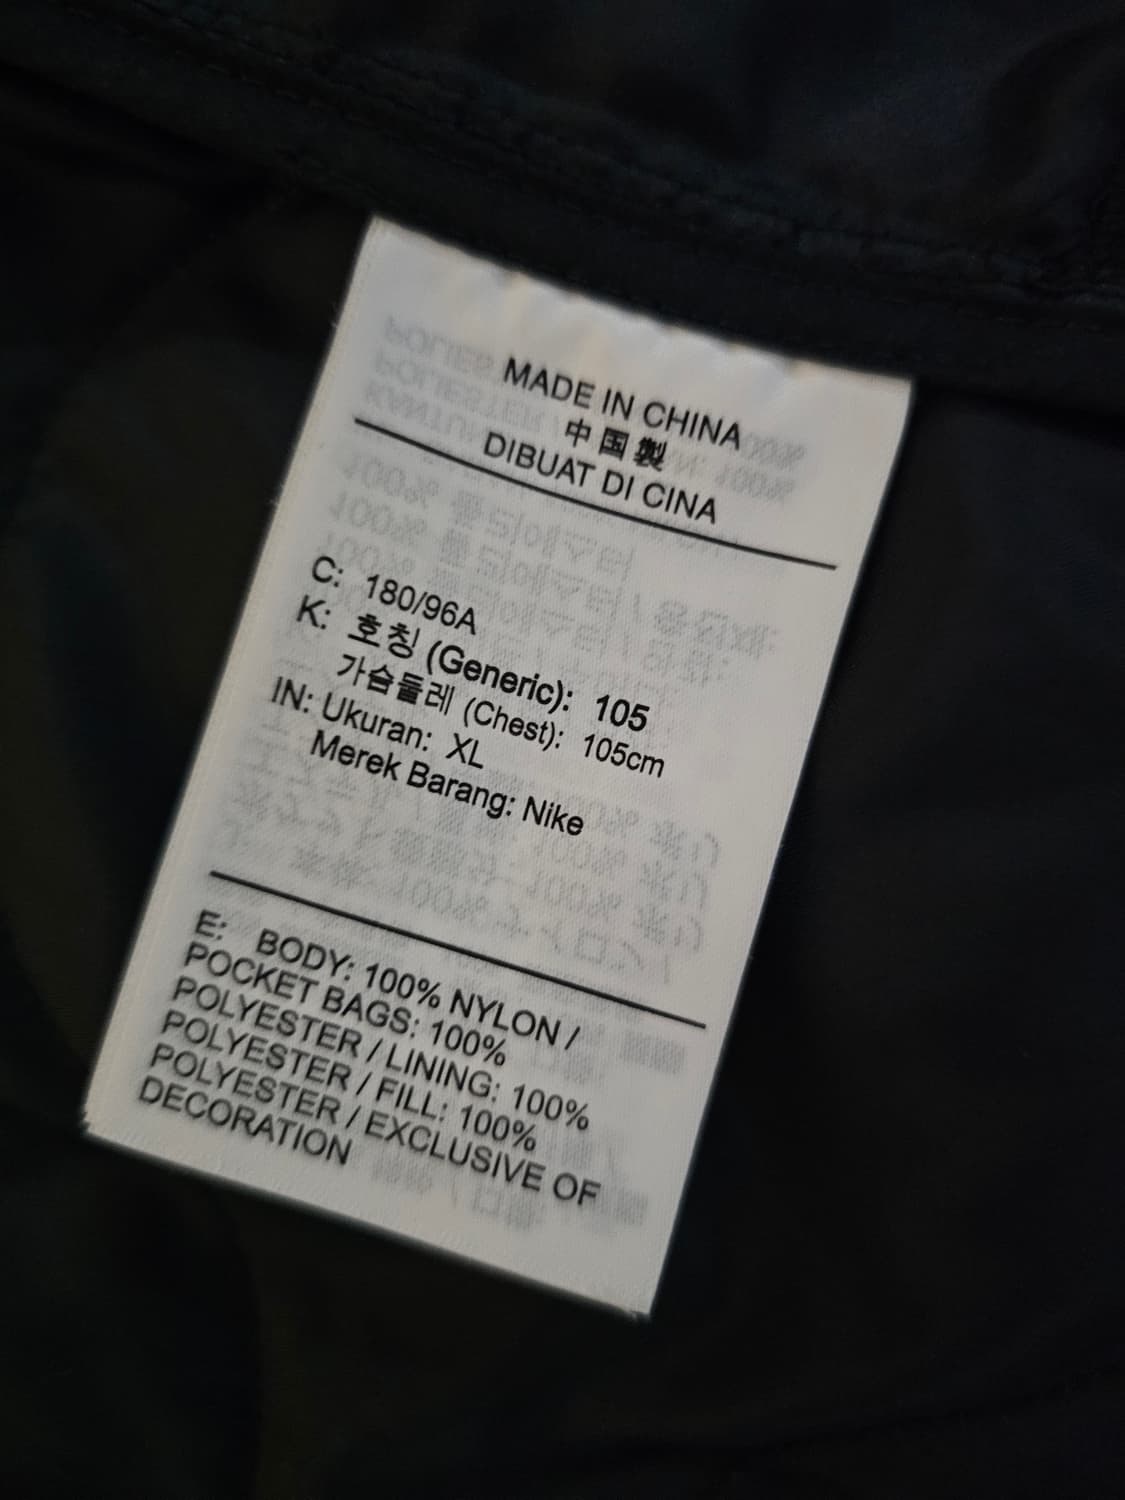 MADE IN CHINA
中国製
DIBUAT DI CINA
C: 180/96A
K: 호칭 (Generic): 105
가슴둘레 (Chest): 105cm
IN: Ukuran: XL
Merek Barang: Nike
E: BODY: 100% NYLON /
POCKET BAGS: 100%
POLYESTER / LINING: 100%
POLYESTER / FILL: 100%
POLYESTER / EXCLUSIVE OF
DECORATION